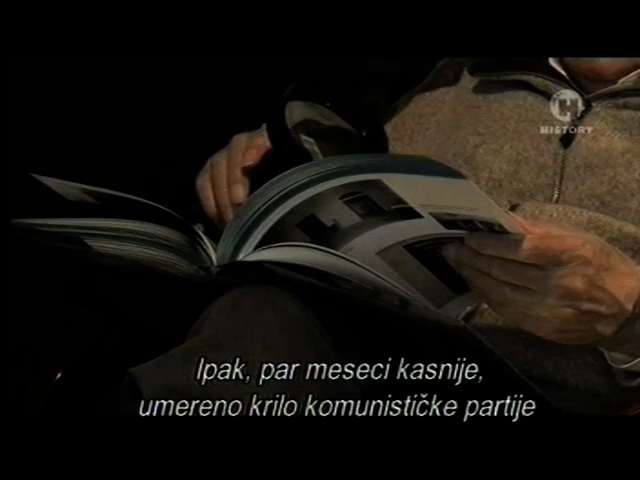 HISTORY
Ipak, par meseci kasnije,
umereno krilo komunističke partije